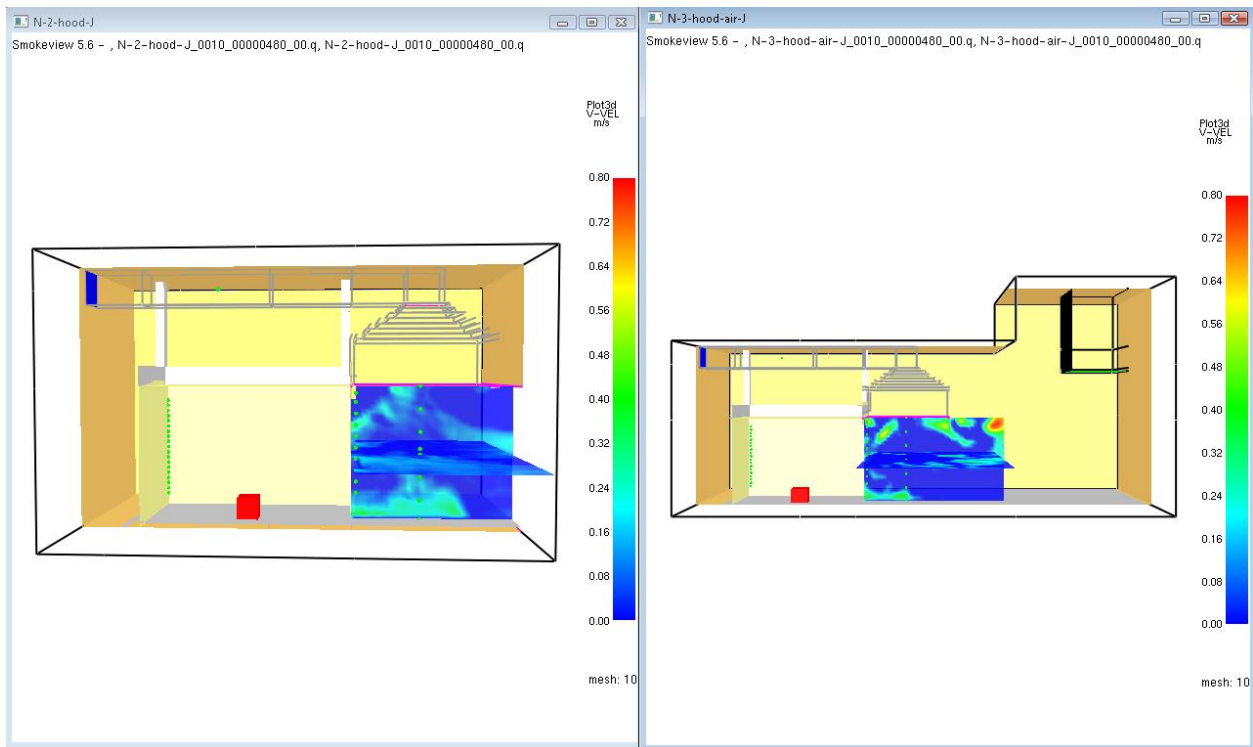 N-2-hood-J
Smokeview 5.6 - , N-2-hood-J_0010_00000480_00.q, N-2-hood-J_0010_00000480_00.q
Plot3d
V-VEL
m/s
0.80
0.72
0.64
0.56
0.48
0.40
0.32
0.24
0.16
0.08
0.00
mesh: 10
N-3-hood-air-J
Smokeview 5.6 - , N-3-hood-air-J_0010_00000480_00.q, N-3-hood-air-J_0010_00000480_00.q
Plot3d
V-VEL
m/s
0.80
0.72
0.64
0.56
0.48
0.40
0.32
0.24
0.16
0.08
0.00
mesh: 10